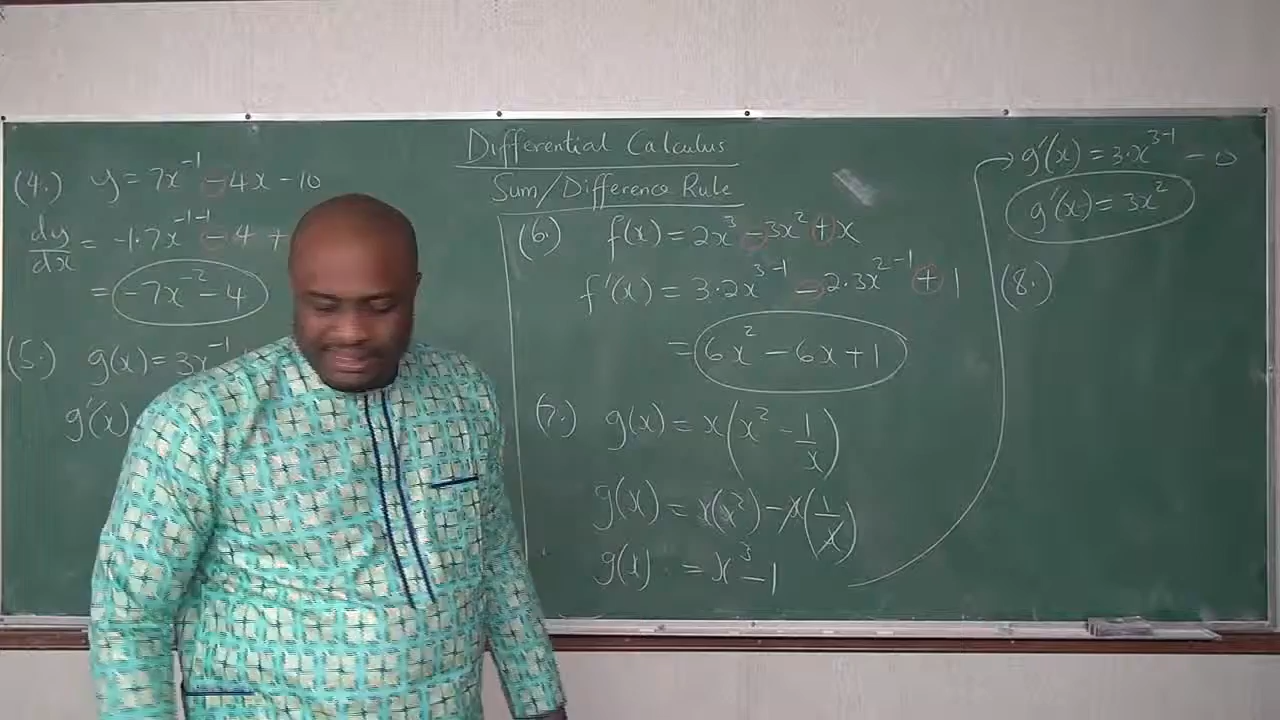 Differential Calculus
Sum/Difference Rule
(4.) y = 7x⁻¹ − 4x − 10
dy/dx = −1·7x⁻¹⁻¹ − 4 +
= −7x⁻² − 4
(5.) g(x) = 3x⁻¹
g'(x)
(6.) f(x) = 2x³ − 3x² + x
f'(x) = 3·2x³⁻¹ − 2·3x²⁻¹ + 1
= 6x² − 6x + 1
(7.) g(x) = x(x² − 1/x)
g(x) = x(x²) − x(1/x)
g(x) = x³ − 1
g'(x) = 3·x³⁻¹ − 0
g'(x) = 3x²
(8.)